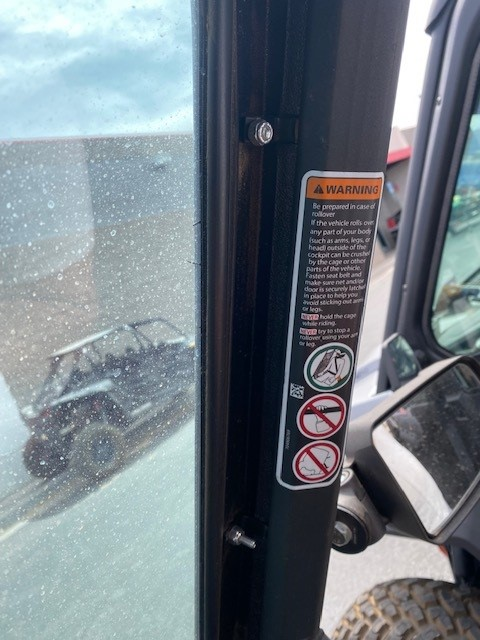 WARNING
Be prepared in case of
rollover
If the vehicle rolls over,
any part of your body
(such as arms, legs, or
head) outside of the
cockpit can be crushed
by the cage or other
parts of the vehicle.
Fasten seat belt and
make sure net and/or
door is securely latched
in place to help you
avoid sticking out arms
or legs.
NEVER hold the cage
while riding.
NEVER try to stop a
rollover using your arm
or leg.